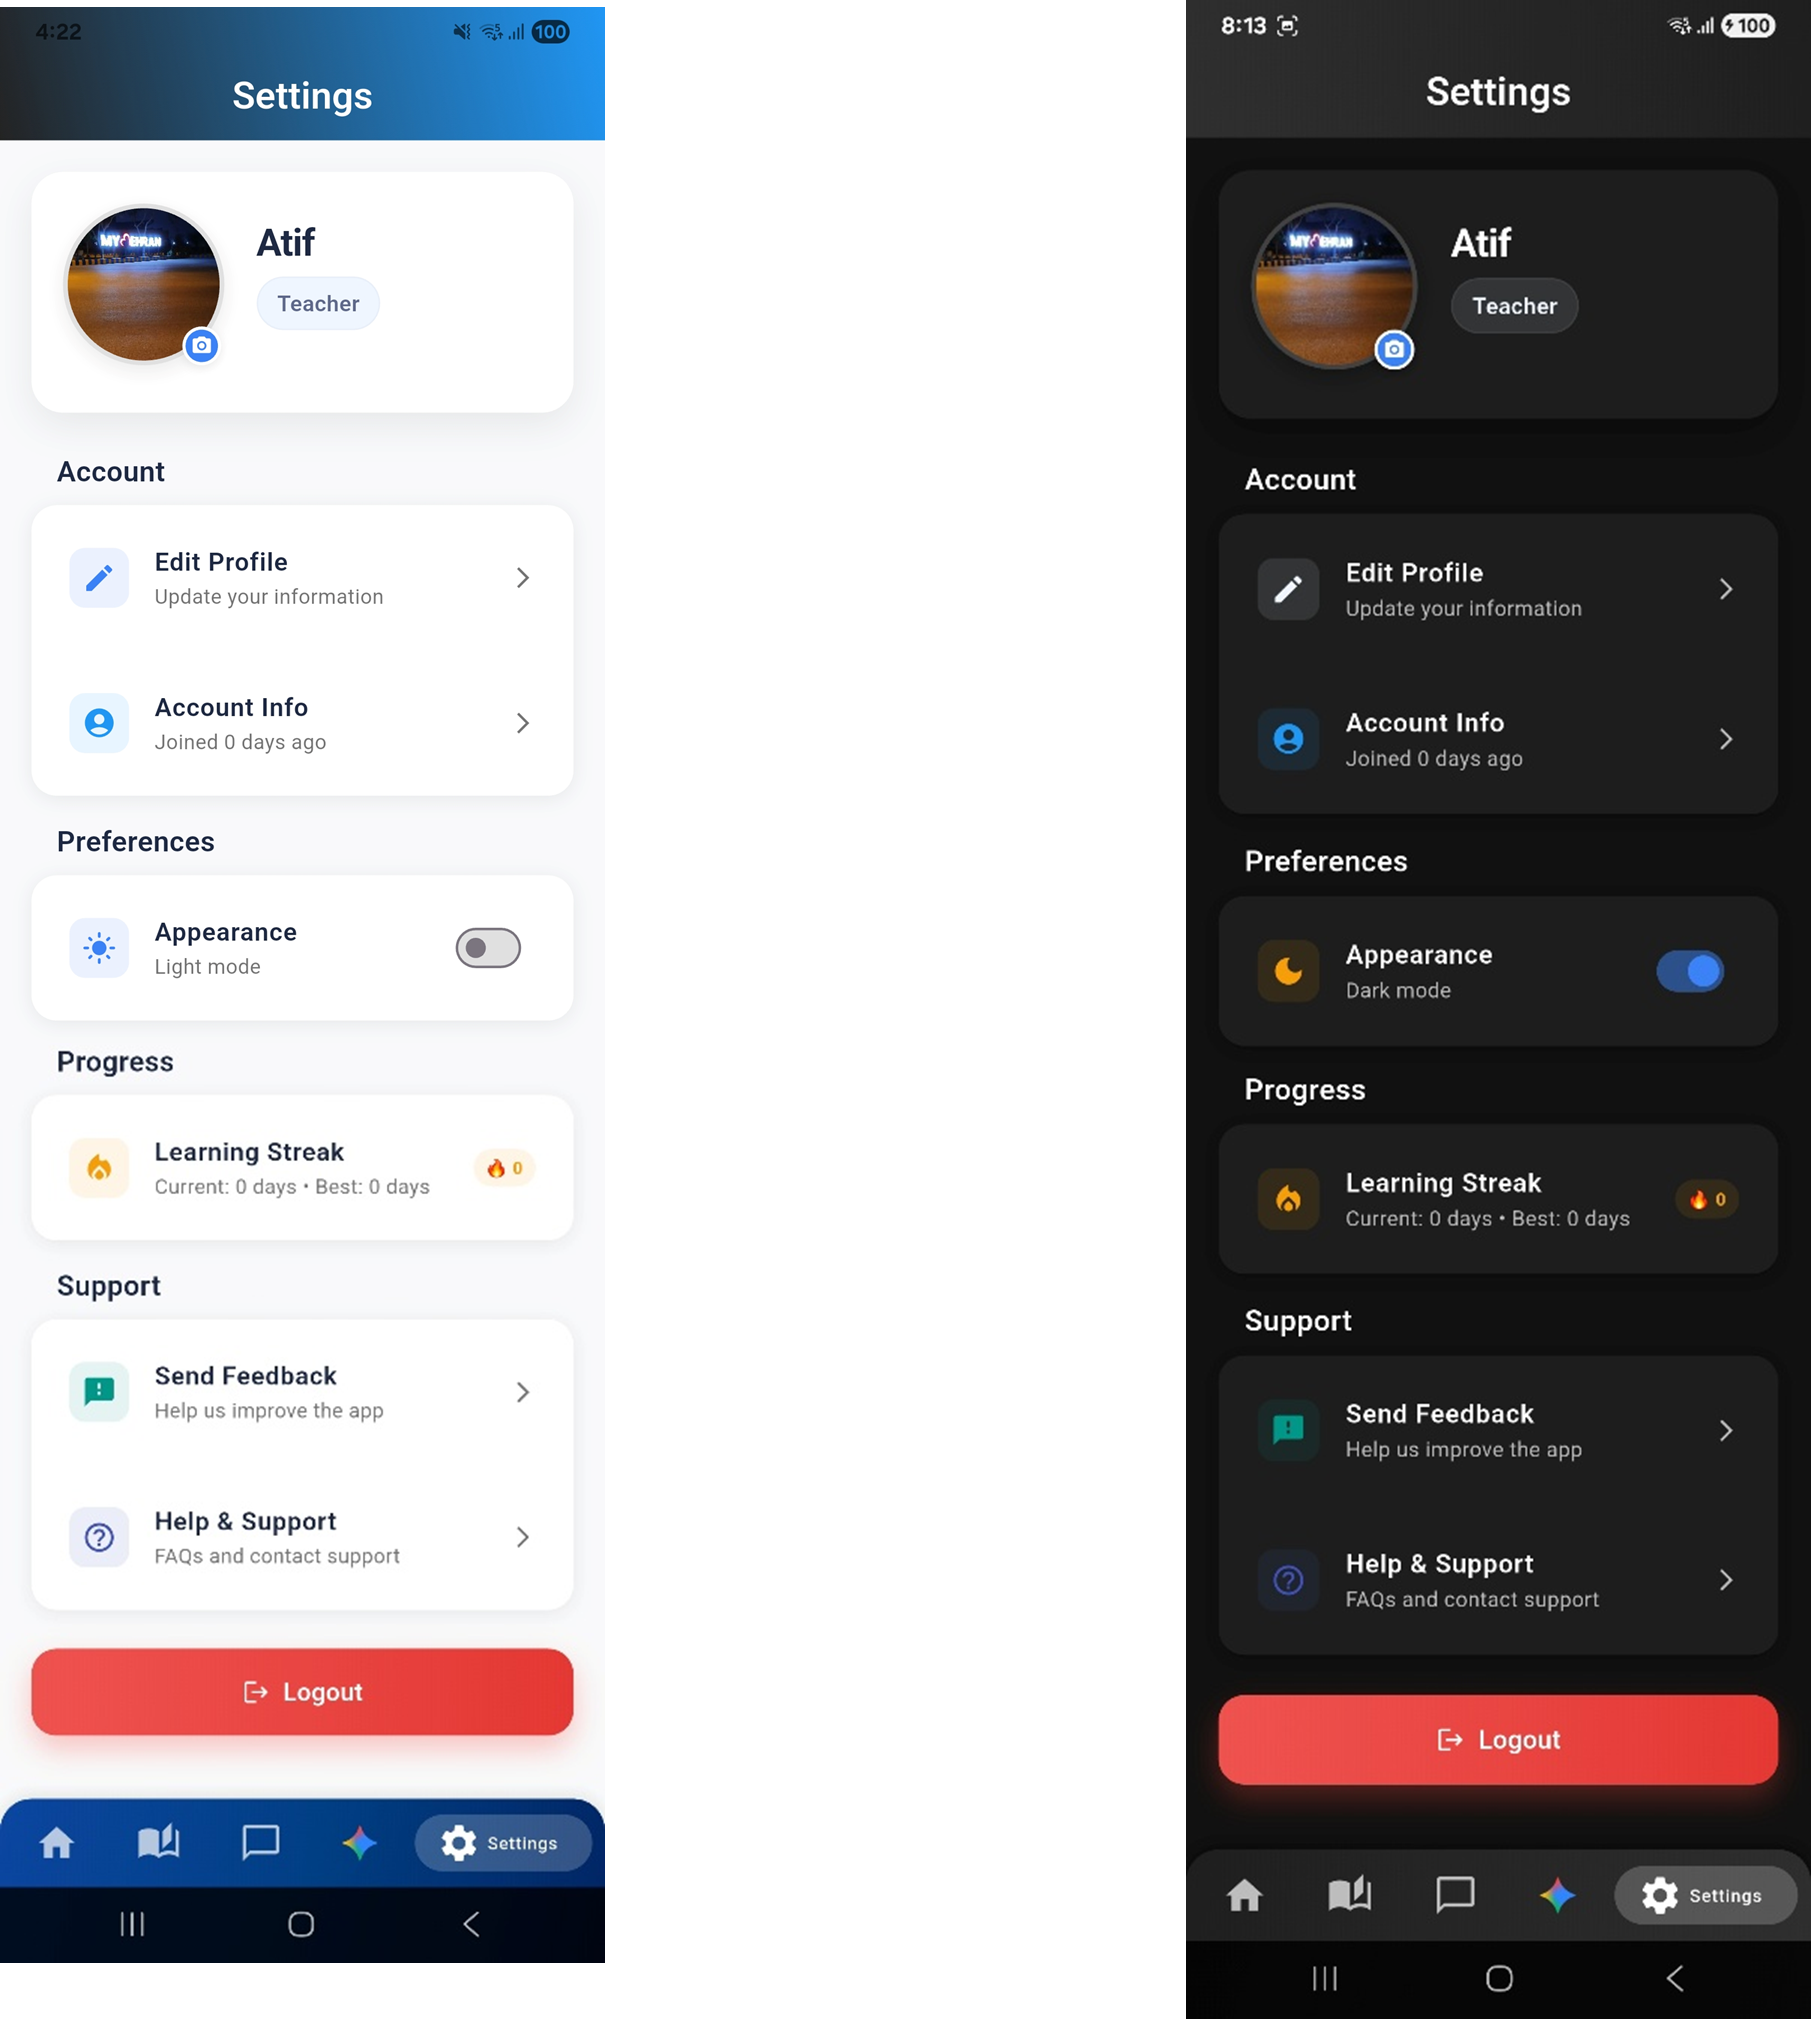 4:22
100
Settings
MY MEHRAN
Atif
Teacher
Account
Edit Profile
Update your information
Account Info
Joined 0 days ago
Preferences
Appearance
Light mode
Progress
Learning Streak
Current: 0 days • Best: 0 days
🔥 0
Support
Send Feedback
Help us improve the app
Help & Support
FAQs and contact support
Logout
Settings
8:13
100
Settings
MY MEHRAN
Atif
Teacher
Account
Edit Profile
Update your information
Account Info
Joined 0 days ago
Preferences
Appearance
Dark mode
Progress
Learning Streak
Current: 0 days • Best: 0 days
🔥 0
Support
Send Feedback
Help us improve the app
Help & Support
FAQs and contact support
Logout
Settings